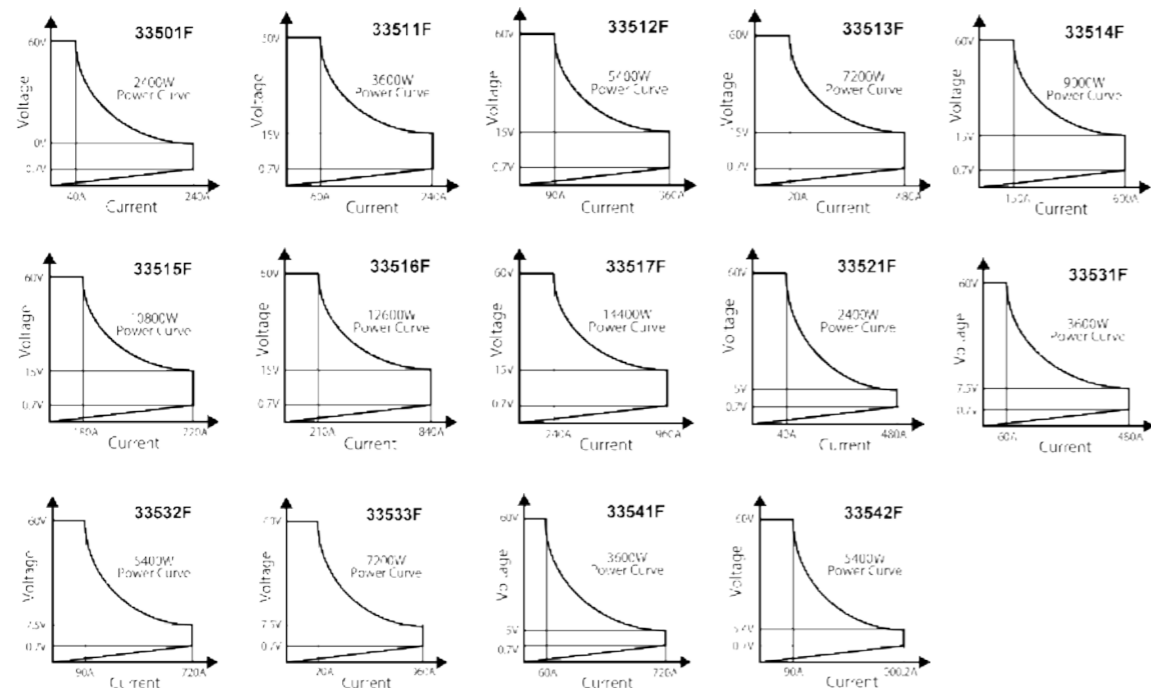 33501F
60V
2400W
Power Curve
Voltage
0.7V
40A
240A
Current
33511F
3600W
Power Curve
Voltage
15V
0.7V
60A
240A
Current
33512F
60V
5400W
Power Curve
Voltage
15V
0.7V
90A
360A
Current
33513F
60V
7200W
Power Curve
Voltage
15V
0.7V
480A
Current
33514F
60V
9000W
Power Curve
Voltage
15V
0.7V
150A
600A
Current
33515F
60V
10800W
Power Curve
Voltage
15V
0.7V
180A
720A
Current
33516F
12600W
Power Curve
Voltage
15V
0.7V
210A
840A
Current
33517F
60V
14400W
Power Curve
Voltage
15V
0.7V
240A
960A
Current
33521F
60V
2400W
Power Curve
Voltage
5V
0.7V
480A
Current
33531F
60V
3600W
Power Curve
Voltage
7.5V
0.7V
60A
480A
Current
33532F
60V
5400W
Power Curve
Voltage
7.5V
0.7V
90A
720A
Current
33533F
7200W
Power Curve
Voltage
7.5V
0.7V
Current
33541F
60V
3600W
Power Curve
Voltage
5V
0.7V
60A
Current
33542F
60V
5400W
Power Curve
Voltage
0.7V
90A
Current